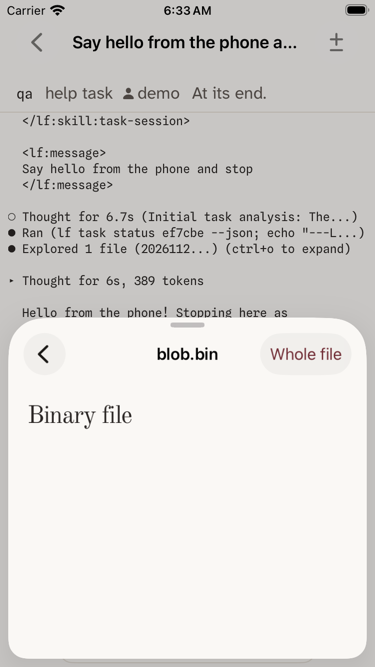 Carrier 6:33 AM
Say hello from the phone a...
qa help task demo At its end.
</lf:skill:task-session>
<lf:message>
Say hello from the phone and stop
</lf:message>
Thought for 6.7s (Initial task analysis: The...)
Ran (lf task status ef7cbe --json; echo "---L...)
Explored 1 file (2026112...) (ctrl+o to expand)
Thought for 6s, 389 tokens
Hello from the phone! Stopping here as
blob.bin
Whole file
Binary file